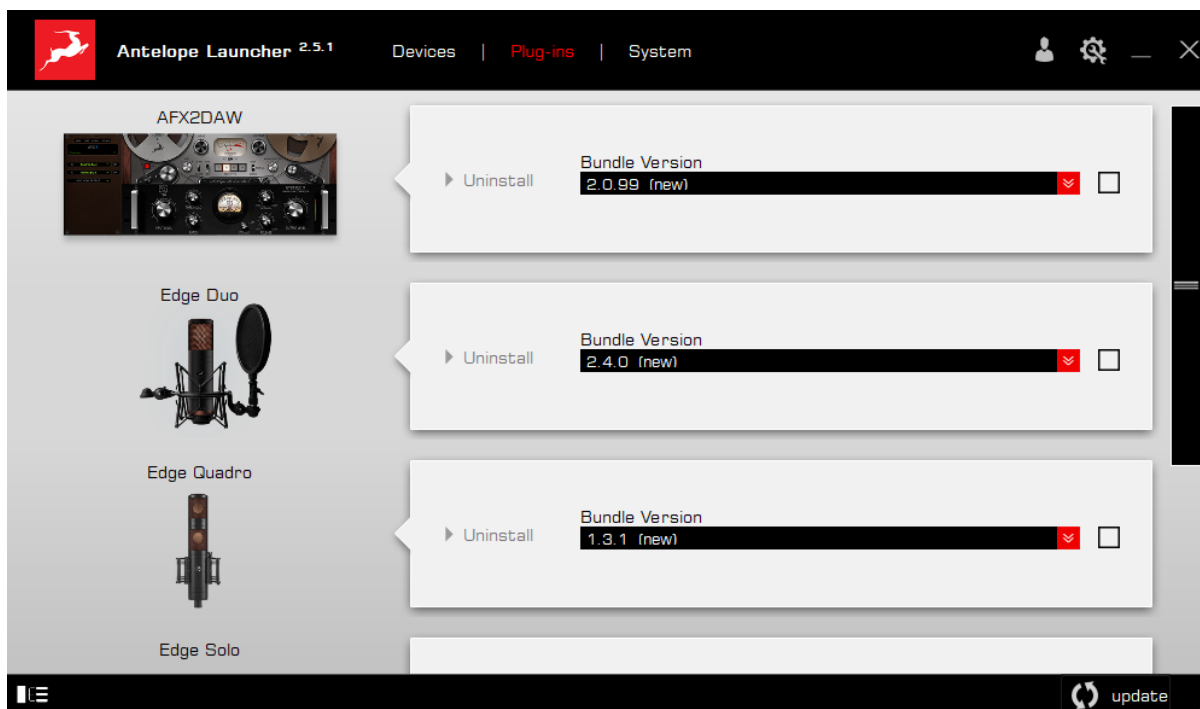 Antelope Launcher 2.5.1
Devices | Plug-ins | System
AFX2DAW
Uninstall
Bundle Version
2.0.99 (new)
Edge Duo
Uninstall
Bundle Version
2.4.0 (new)
Edge Quadro
Uninstall
Bundle Version
1.3.1 (new)
Edge Solo
update